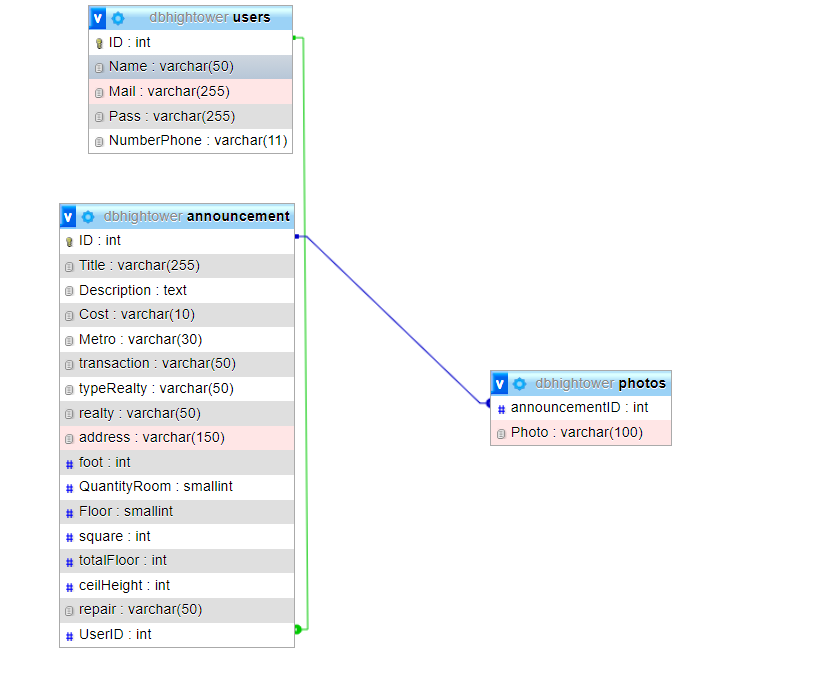 v dbhightower users
ID : int
Name : varchar(50)
Mail : varchar(255)
Pass : varchar(255)
NumberPhone : varchar(11)
v dbhightower announcement
ID : int
Title : varchar(255)
Description : text
Cost : varchar(10)
Metro : varchar(30)
transaction : varchar(50)
typeRealty : varchar(50)
realty : varchar(50)
address : varchar(150)
# foot : int
# QuantityRoom : smallint
# Floor : smallint
# square : int
# totalFloor : int
# ceilHeight : int
repair : varchar(50)
# UserID : int
v dbhightower photos
# announcementID : int
Photo : varchar(100)